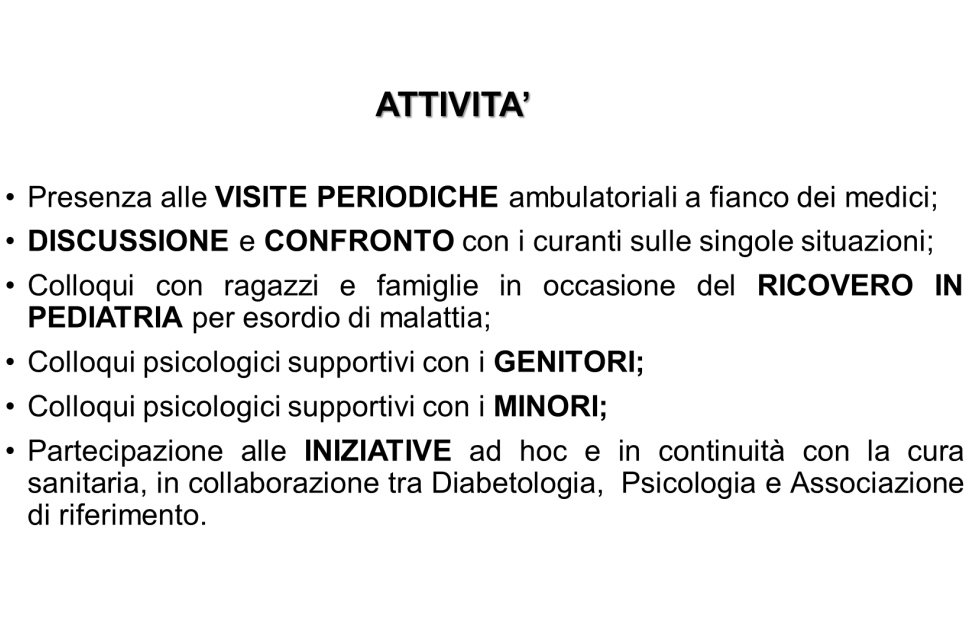 ATTIVITA’
• Presenza alle VISITE PERIODICHE ambulatoriali a fianco dei medici;
• DISCUSSIONE e CONFRONTO con i curanti sulle singole situazioni;
• Colloqui con ragazzi e famiglie in occasione del RICOVERO IN
PEDIATRIA per esordio di malattia;
• Colloqui psicologici supportivi con i GENITORI;
• Colloqui psicologici supportivi con i MINORI;
• Partecipazione alle INIZIATIVE ad hoc e in continuità con la cura
sanitaria, in collaborazione tra Diabetologia, Psicologia e Associazione
di riferimento.